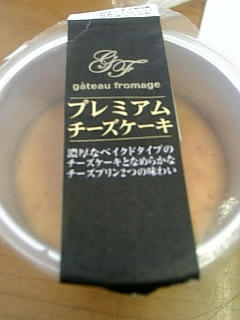 GF
gâteau fromage
プレミアム
チーズケーキ
濃厚なベイクドタイプの
チーズケーキとなめらかな
チーズプリン2つの味わい